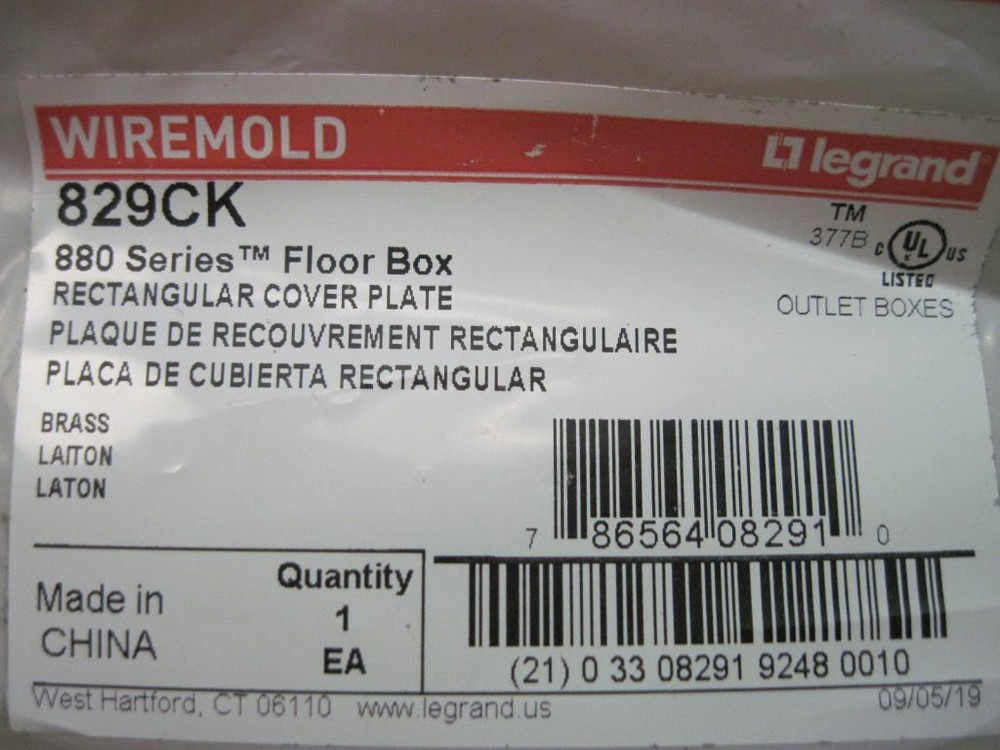 WIREMOLD
legrand
829CK
TM
377B
C UL US
LISTED
OUTLET BOXES
880 Series™ Floor Box
RECTANGULAR COVER PLATE
PLAQUE DE RECOUVREMENT RECTANGULAIRE
PLACA DE CUBIERTA RECTANGULAR
BRASS
LAITON
LATON
7 86564 08291 0
Made in
CHINA
Quantity
1
EA
(21) 0 33 08291 9248 0010
West Hartford, CT 06110 www.legrand.us
09/05/19